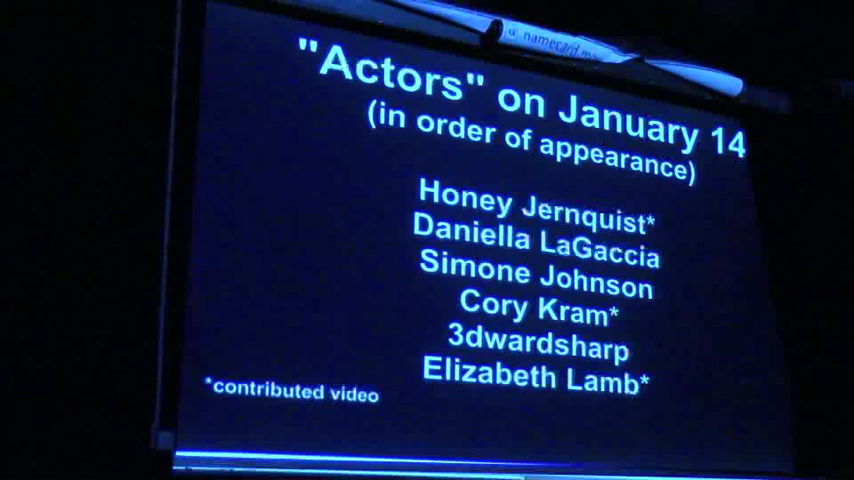 namecard
"Actors" on January 14
(in order of appearance)
Honey Jernquist*
Daniella LaGaccia
Simone Johnson
Cory Kram*
3dwardsharp
Elizabeth Lamb*
*contributed video